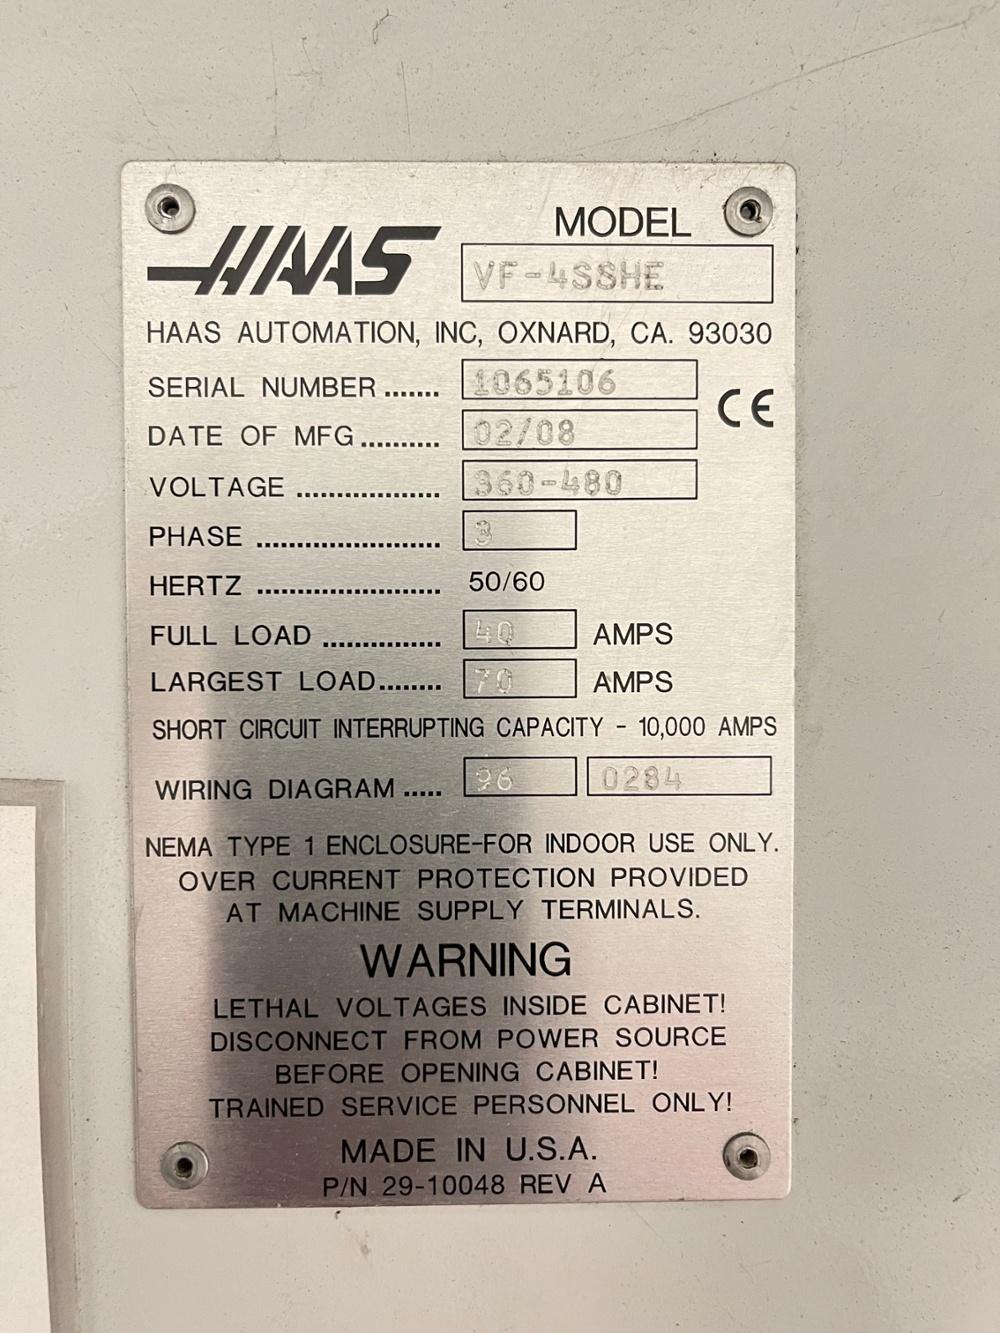 HAAS
MODEL
VF-4SSHE
HAAS AUTOMATION, INC, OXNARD, CA. 93030
SERIAL NUMBER ....... 1065106
CE
DATE OF MFG .......... 02/08
VOLTAGE .................. 360-480
PHASE ....................... 3
HERTZ ....................... 50/60
FULL LOAD ............... 40 AMPS
LARGEST LOAD........ 70 AMPS
SHORT CIRCUIT INTERRUPTING CAPACITY - 10,000 AMPS
WIRING DIAGRAM ..... 96 0284
NEMA TYPE 1 ENCLOSURE-FOR INDOOR USE ONLY.
OVER CURRENT PROTECTION PROVIDED
AT MACHINE SUPPLY TERMINALS.
WARNING
LETHAL VOLTAGES INSIDE CABINET!
DISCONNECT FROM POWER SOURCE
BEFORE OPENING CABINET!
TRAINED SERVICE PERSONNEL ONLY!
MADE IN U.S.A.
P/N 29-10048 REV A